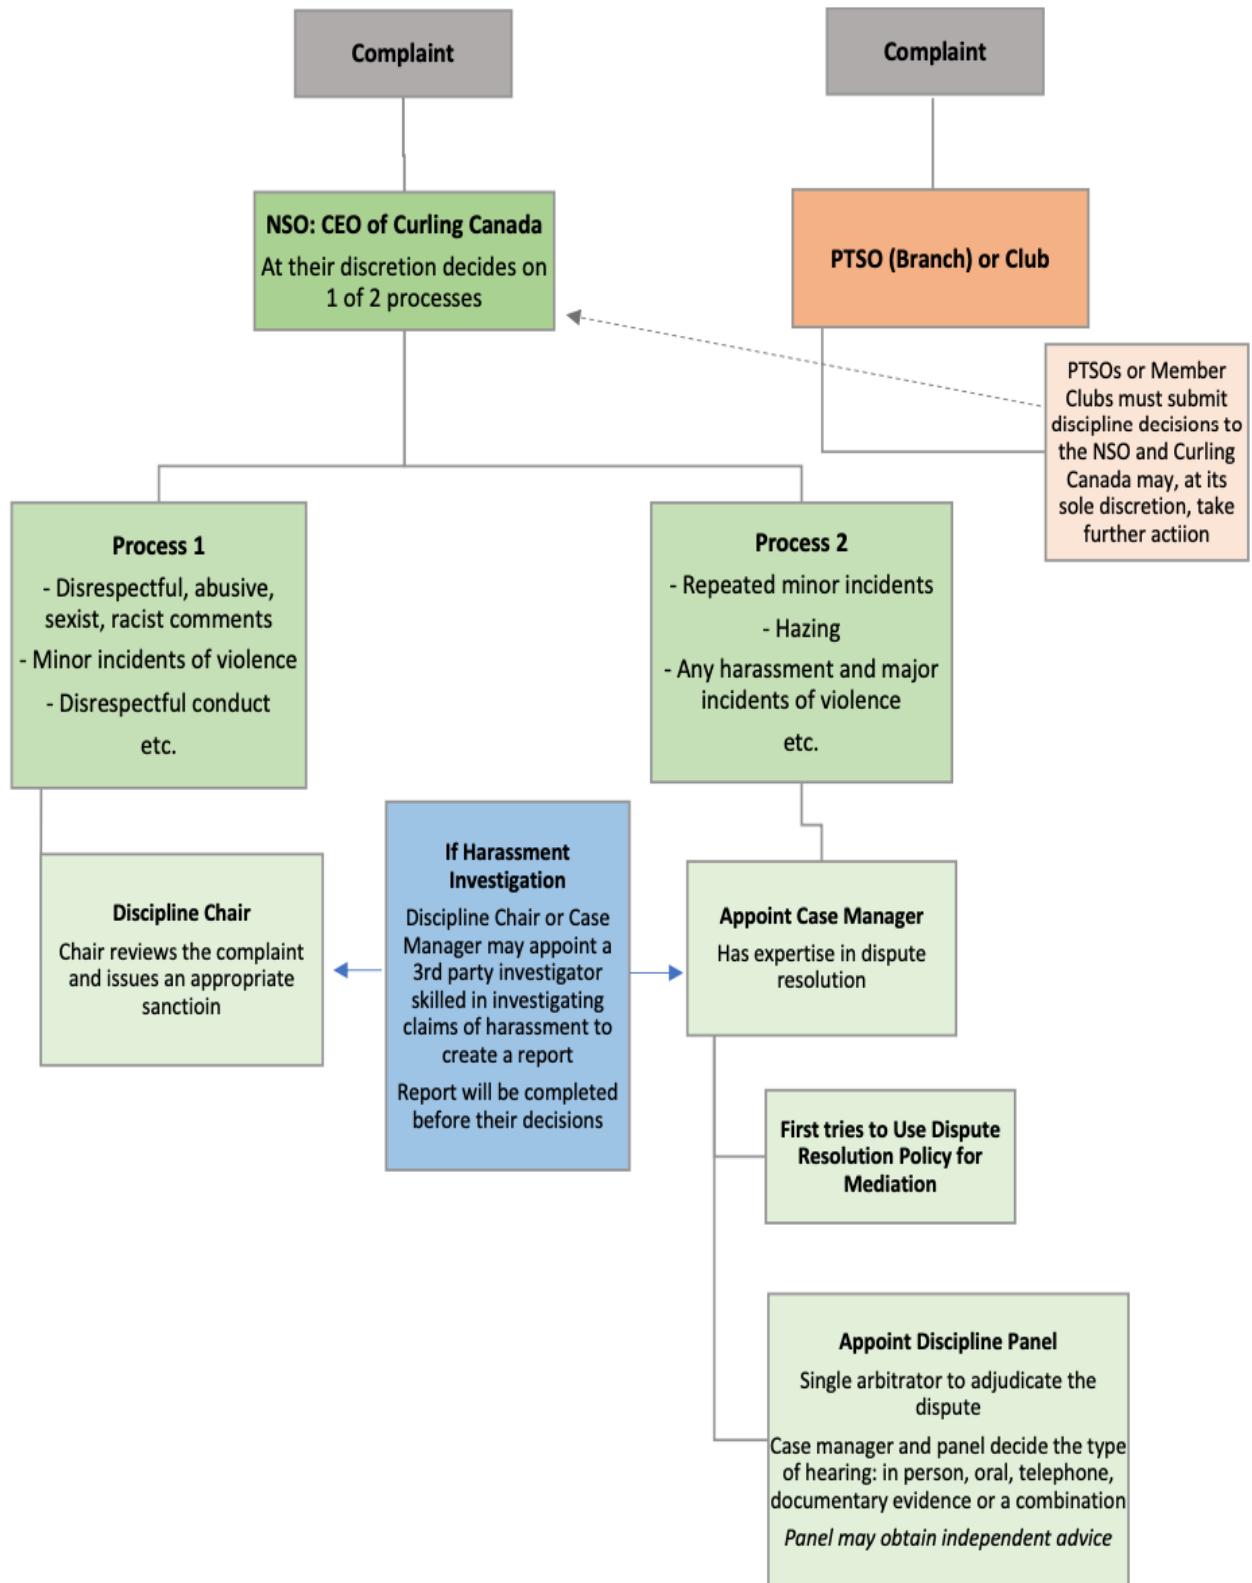 Complaint
Complaint
NSO: CEO of Curling Canada
At their discretion decides on
1 of 2 processes
PTSO (Branch) or Club
PTSOs or Member
Clubs must submit
discipline decisions to
the NSO and Curling
Canada may, at its
sole discretion, take
further actiion
Process 1
- Disrespectful, abusive,
sexist, racist comments
- Minor incidents of violence
- Disrespectful conduct
etc.
Process 2
- Repeated minor incidents
- Hazing
- Any harassment and major
incidents of violence
etc.
Discipline Chair
Chair reviews the complaint
and issues an appropriate
sanctioin
If Harassment
Investigation
Discipline Chair or Case
Manager may appoint a
3rd party investigator
skilled in investigating
claims of harassment to
create a report
Report will be completed
before their decisions
Appoint Case Manager
Has expertise in dispute
resolution
First tries to Use Dispute
Resolution Policy for
Mediation
Appoint Discipline Panel
Single arbitrator to adjudicate the
dispute
Case manager and panel decide the type
of hearing: in person, oral, telephone,
documentary evidence or a combination
Panel may obtain independent advice